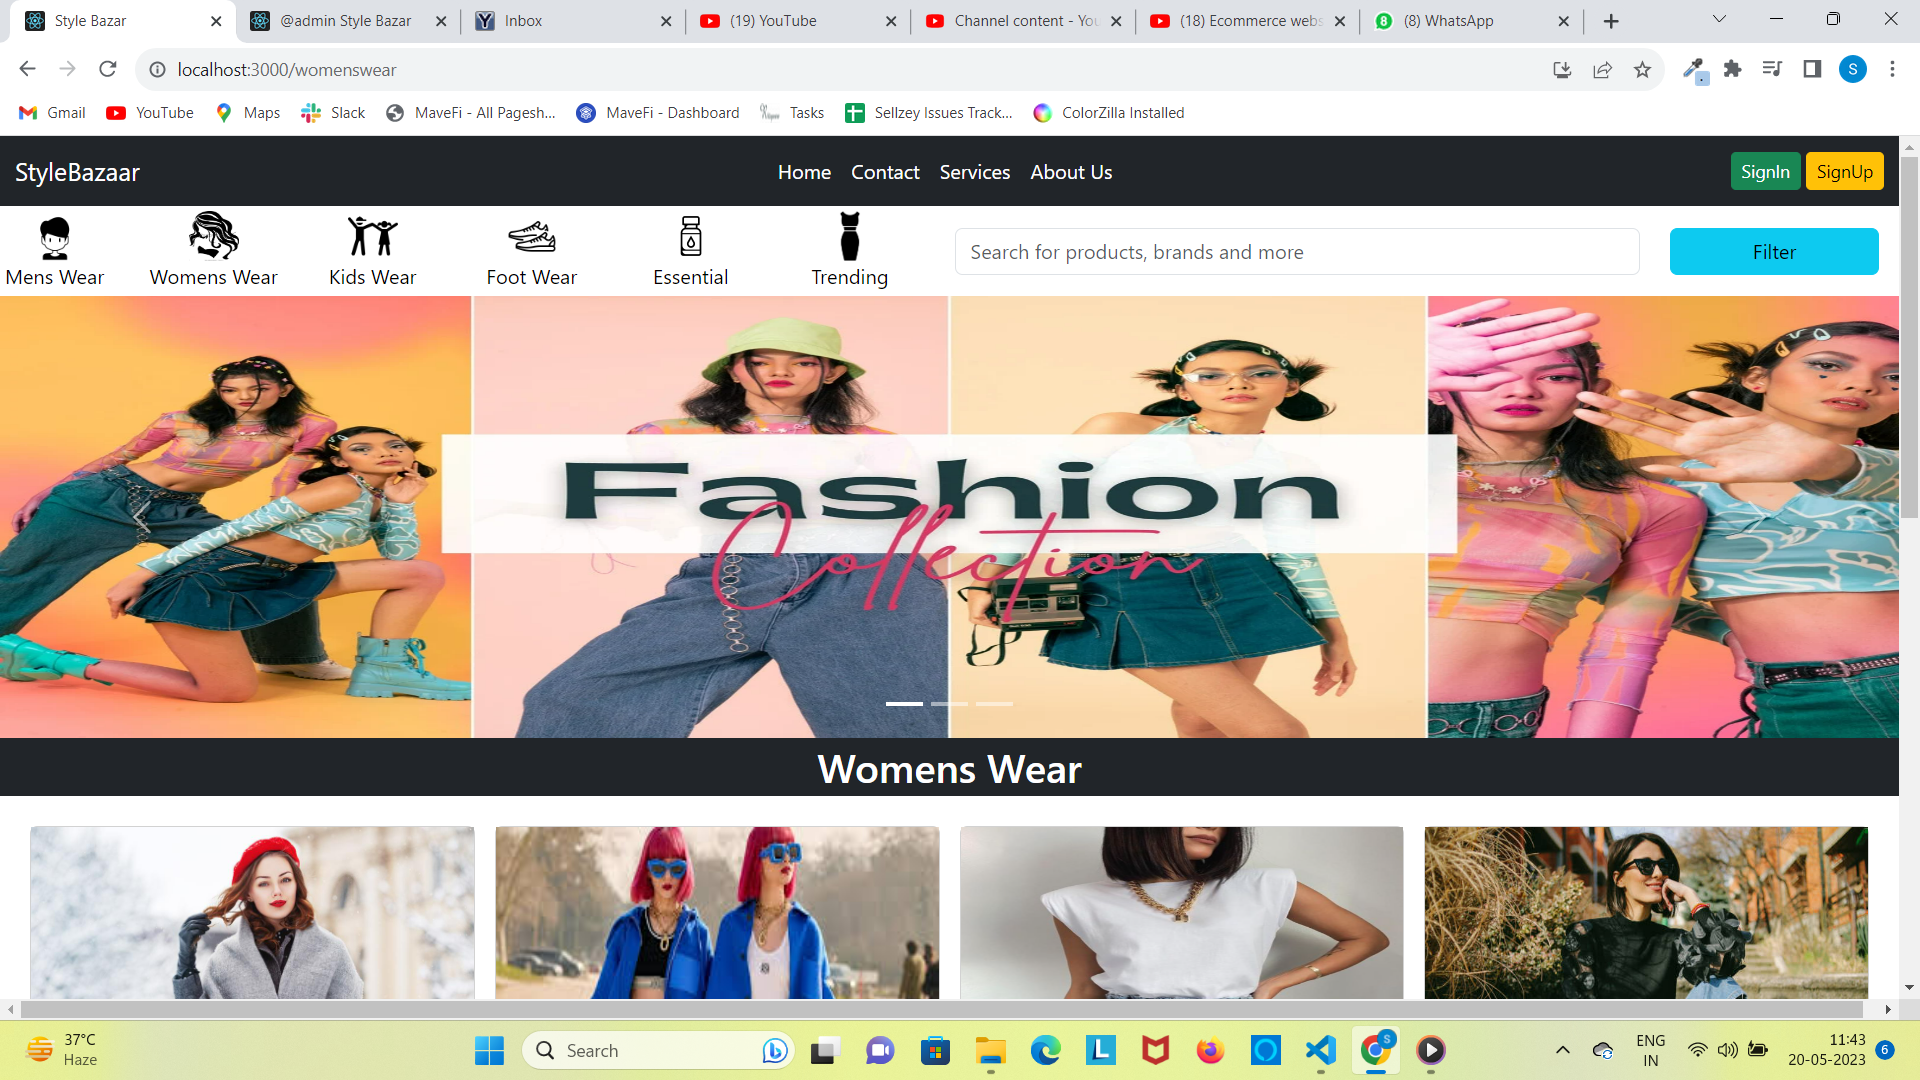 Style Bazar
@admin Style Bazar
Inbox
(19) YouTube
Channel content - You
(18) Ecommerce webs
(8) WhatsApp
localhost:3000/womenswear
S
Gmail
YouTube
Maps
Slack
MaveFi - All Pagesh...
MaveFi - Dashboard
Tasks
Sellzey Issues Track...
ColorZilla Installed
StyleBazaar
Home
Contact
Services
About Us
SignIn
SignUp
Mens Wear
Womens Wear
Kids Wear
Foot Wear
Essential
Trending
Search for products, brands and more
Filter
Fashion
Collection
Womens Wear
37°C
Haze
Search
ENG
IN
11:43
20-05-2023
6